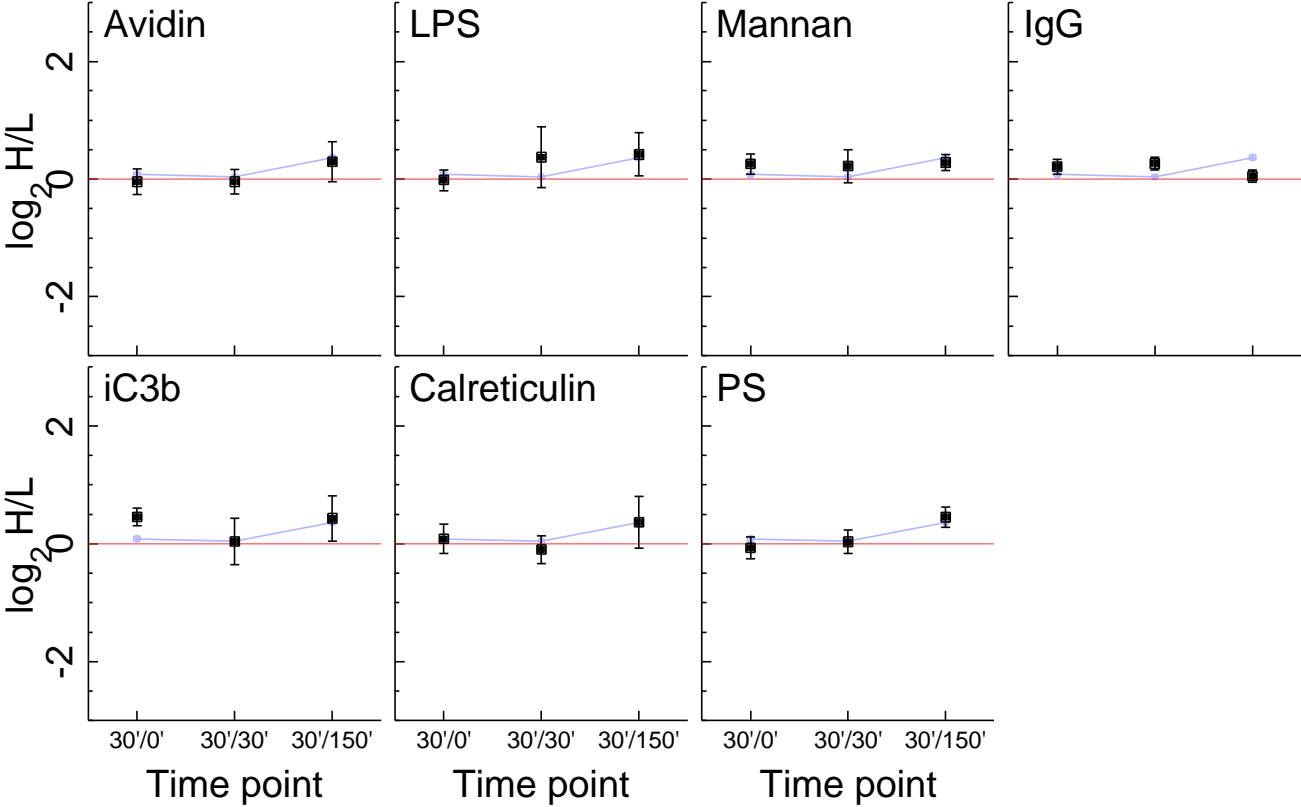 Avidin LPS Mannan IgG
2
0
-2
log2 H/L
iC3b Calreticulin PS
2
0
-2
log2 H/L
30'/0' 30'/30' 30'/150' 30'/0' 30'/30' 30'/150' 30'/0' 30'/30' 30'/150'
Time point Time point Time point